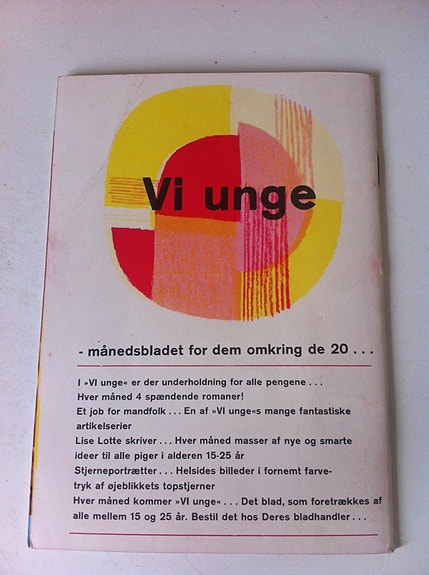 Vi unge
- månedsbladet for dem omkring de 20 . . .
I »VI unge« er der underholdning for alle pengene . . .
Hver måned 4 spændende romaner!
Et job for mandfolk . . . En af »VI unge«s mange fantastiske
artikelserier
Lise Lotte skriver . . . Hver måned masser af nye og smarte
ideer til alle piger i alderen 15-25 år
Stjerneportrætter . . . Helsides billeder i fornemt farve-
tryk af øjeblikkets topstjerner
Hver måned kommer »VI unge« . . . Det blad, som foretrækkes af
alle mellem 15 og 25 år. Bestil det hos Deres bladhandler . . .